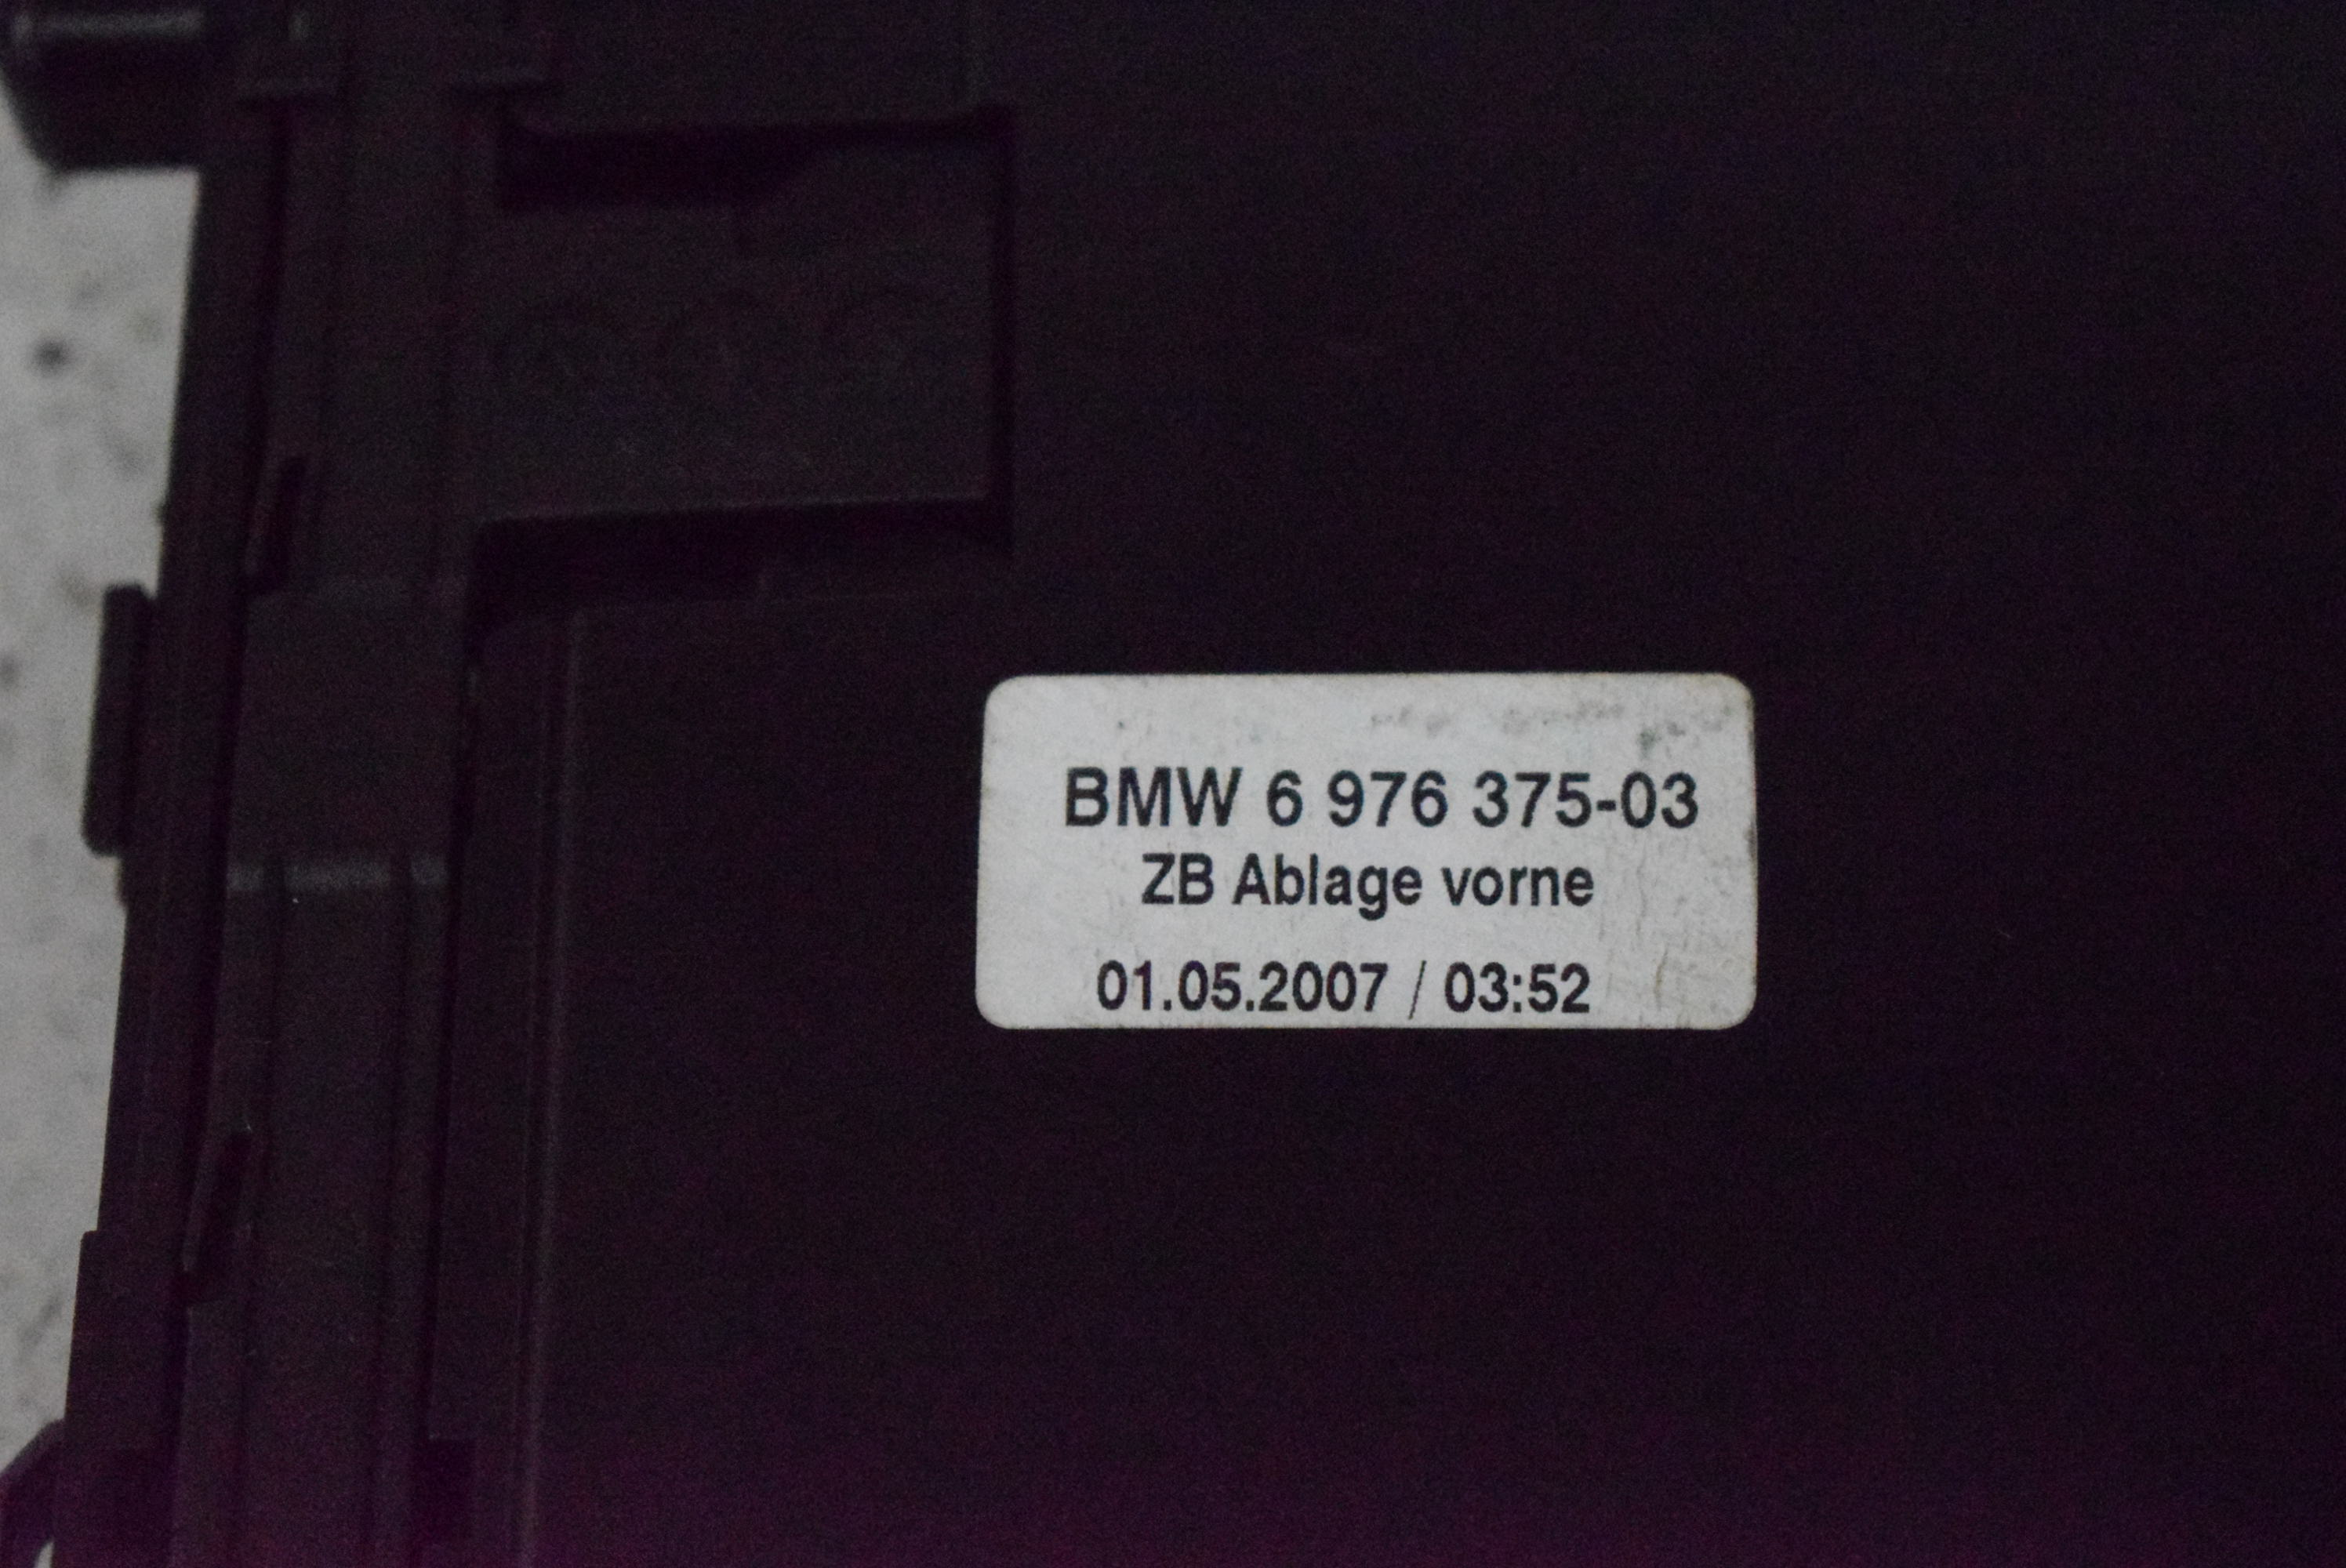 BMW 6 976 375-03
ZB Ablage vorne
01.05.2007 / 03:52